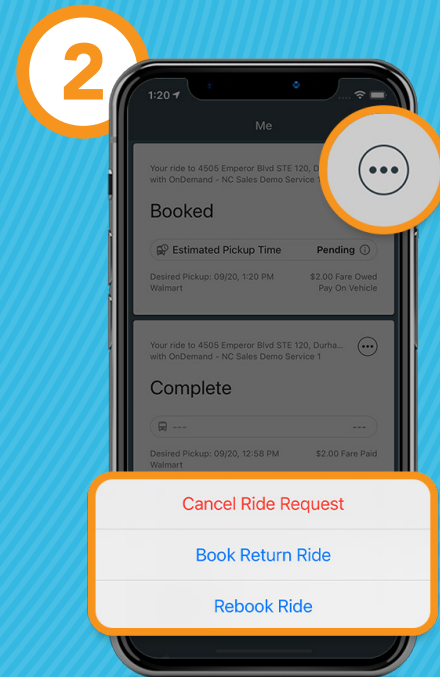 2
1:20
Me
Your ride to 4505 Emperor Blvd STE 120, D
with OnDemand - NC Sales Demo Service 1
Booked
Estimated Pickup Time Pending
Desired Pickup: 09/20, 1:20 PM $2.00 Fare Owed
Walmart Pay On Vehicle
Your ride to 4505 Emperor Blvd STE 120, Durha...
with OnDemand - NC Sales Demo Service 1
Complete
--- ---
Desired Pickup: 09/20, 12:58 PM $2.00 Fare Paid
Walmart
Cancel Ride Request
Book Return Ride
Rebook Ride